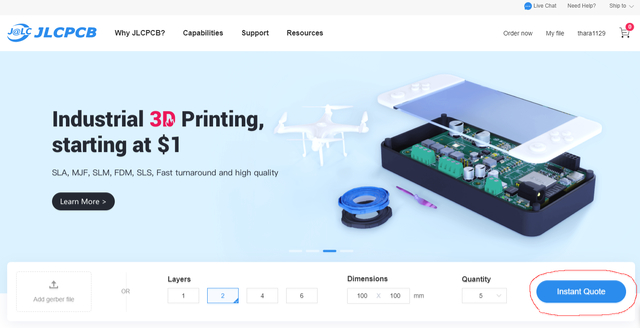 Live Chat Need Help? Ship to
J@LC JLCPCB Why JLCPCB? Capabilities Support Resources Order now My file thara1129 0
Industrial 3D Printing,
starting at $1
SLA, MJF, SLM, FDM, SLS, Fast turnaround and high quality
Learn More >
Layers Dimensions Quantity
Add gerber file OR 1 2 4 6 100 X 100 mm 5 Instant Quote